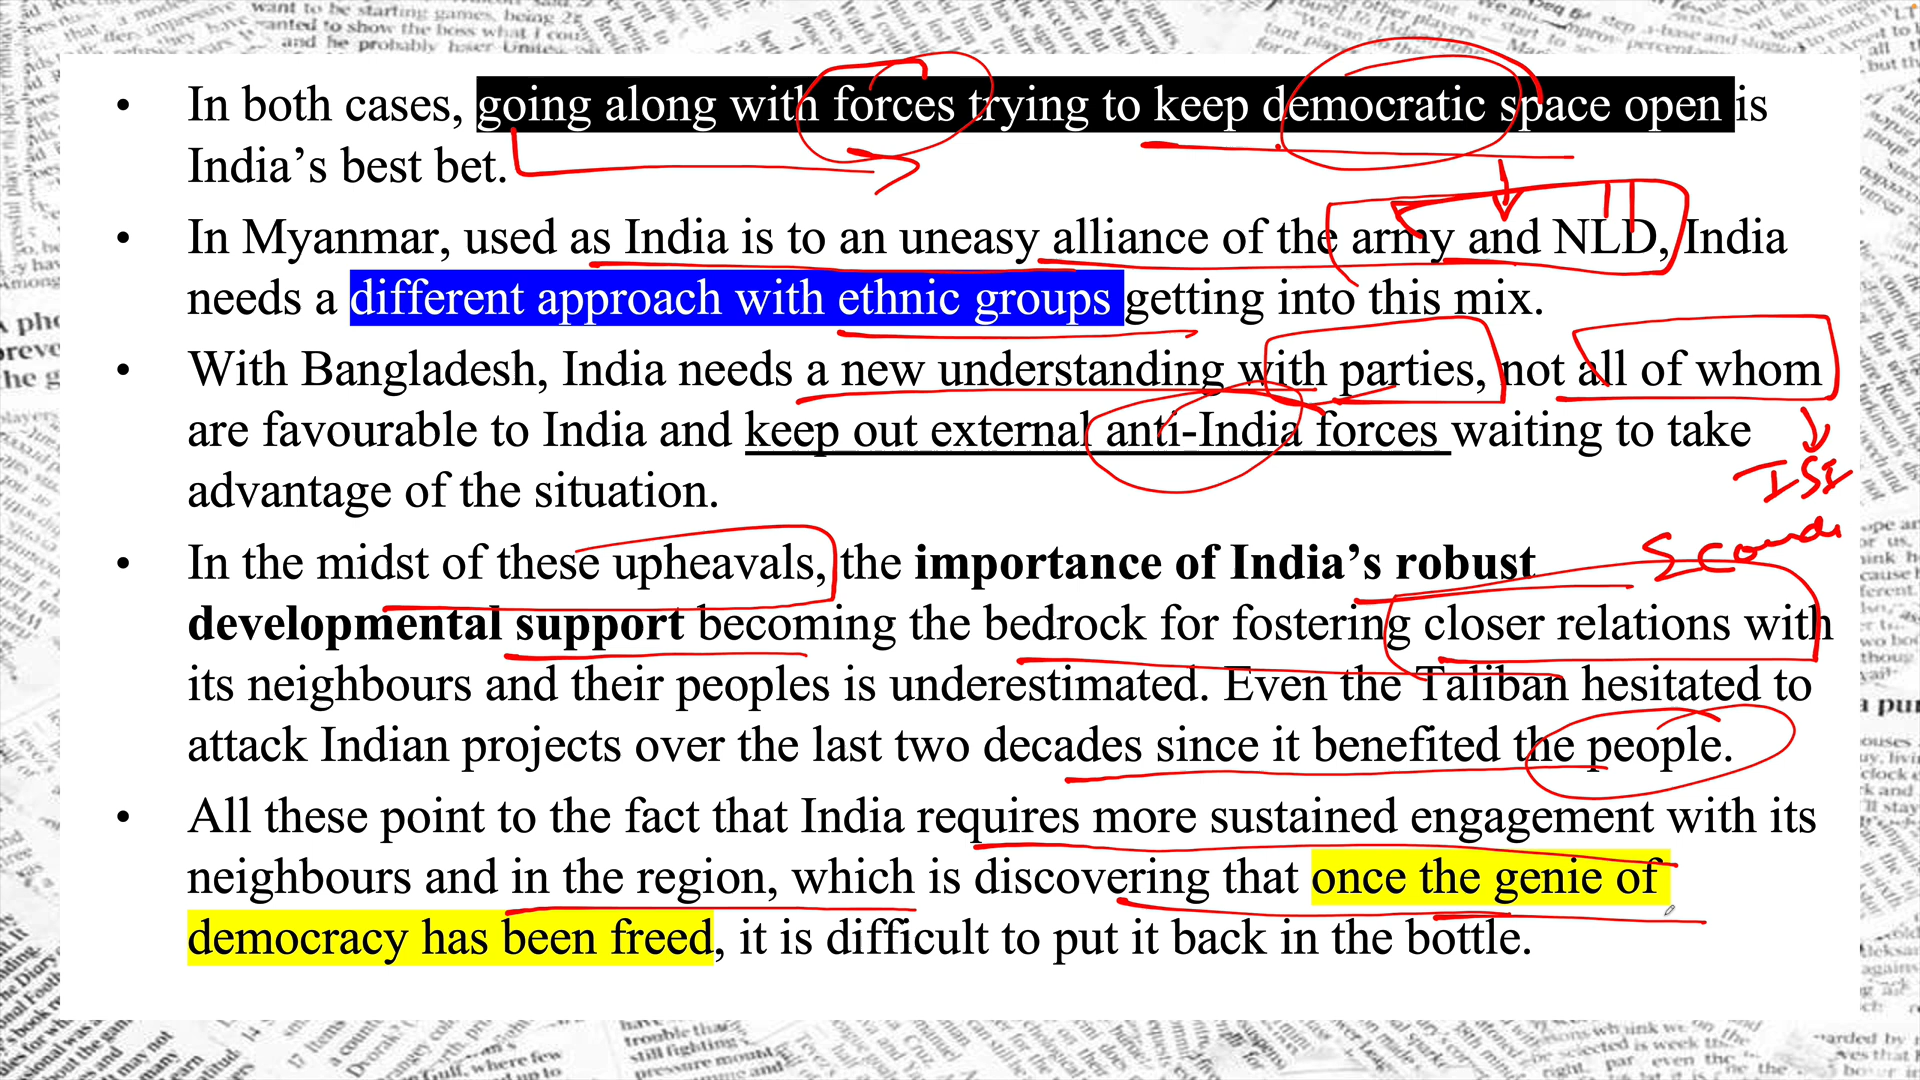 • In both cases, going along with forces trying to keep democratic space open is
India’s best bet.
• In Myanmar, used as India is to an uneasy alliance of the army and NLD, India
needs a different approach with ethnic groups getting into this mix.
• With Bangladesh, India needs a new understanding with parties, not all of whom
are favourable to India and keep out external anti-India forces waiting to take
advantage of the situation.
ISI
• In the midst of these upheavals, the importance of India’s robust
developmental support becoming the bedrock for fostering closer relations with
its neighbours and their peoples is underestimated. Even the Taliban hesitated to
attack Indian projects over the last two decades since it benefited the people.
• All these point to the fact that India requires more sustained engagement with its
neighbours and in the region, which is discovering that once the genie of
democracy has been freed, it is difficult to put it back in the bottle.